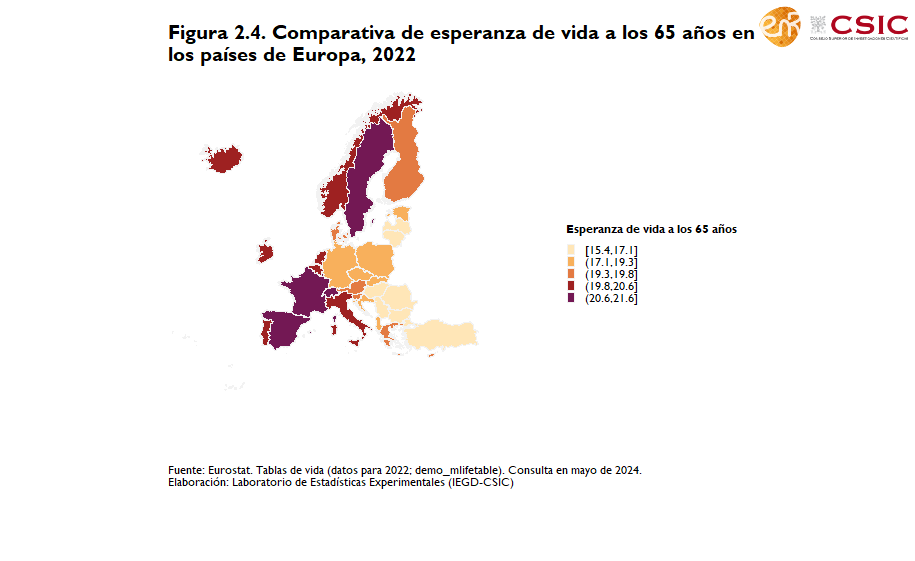 Figura 2.4. Comparativa de esperanza de vida a los 65 años en
los países de Europa, 2022
CSIC
CONSEJO SUPERIOR DE INVESTIGACIONES CIENTÍFICAS
Esperanza de vida a los 65 años
[15.4,17.1]
(17.1,19.3]
(19.3,19.8]
(19.8,20.6]
(20.6,21.6]
Fuente: Eurostat. Tablas de vida (datos para 2022; demo_mlifetable). Consulta en mayo de 2024.
Elaboración: Laboratorio de Estadísticas Experimentales (IEGD-CSIC)